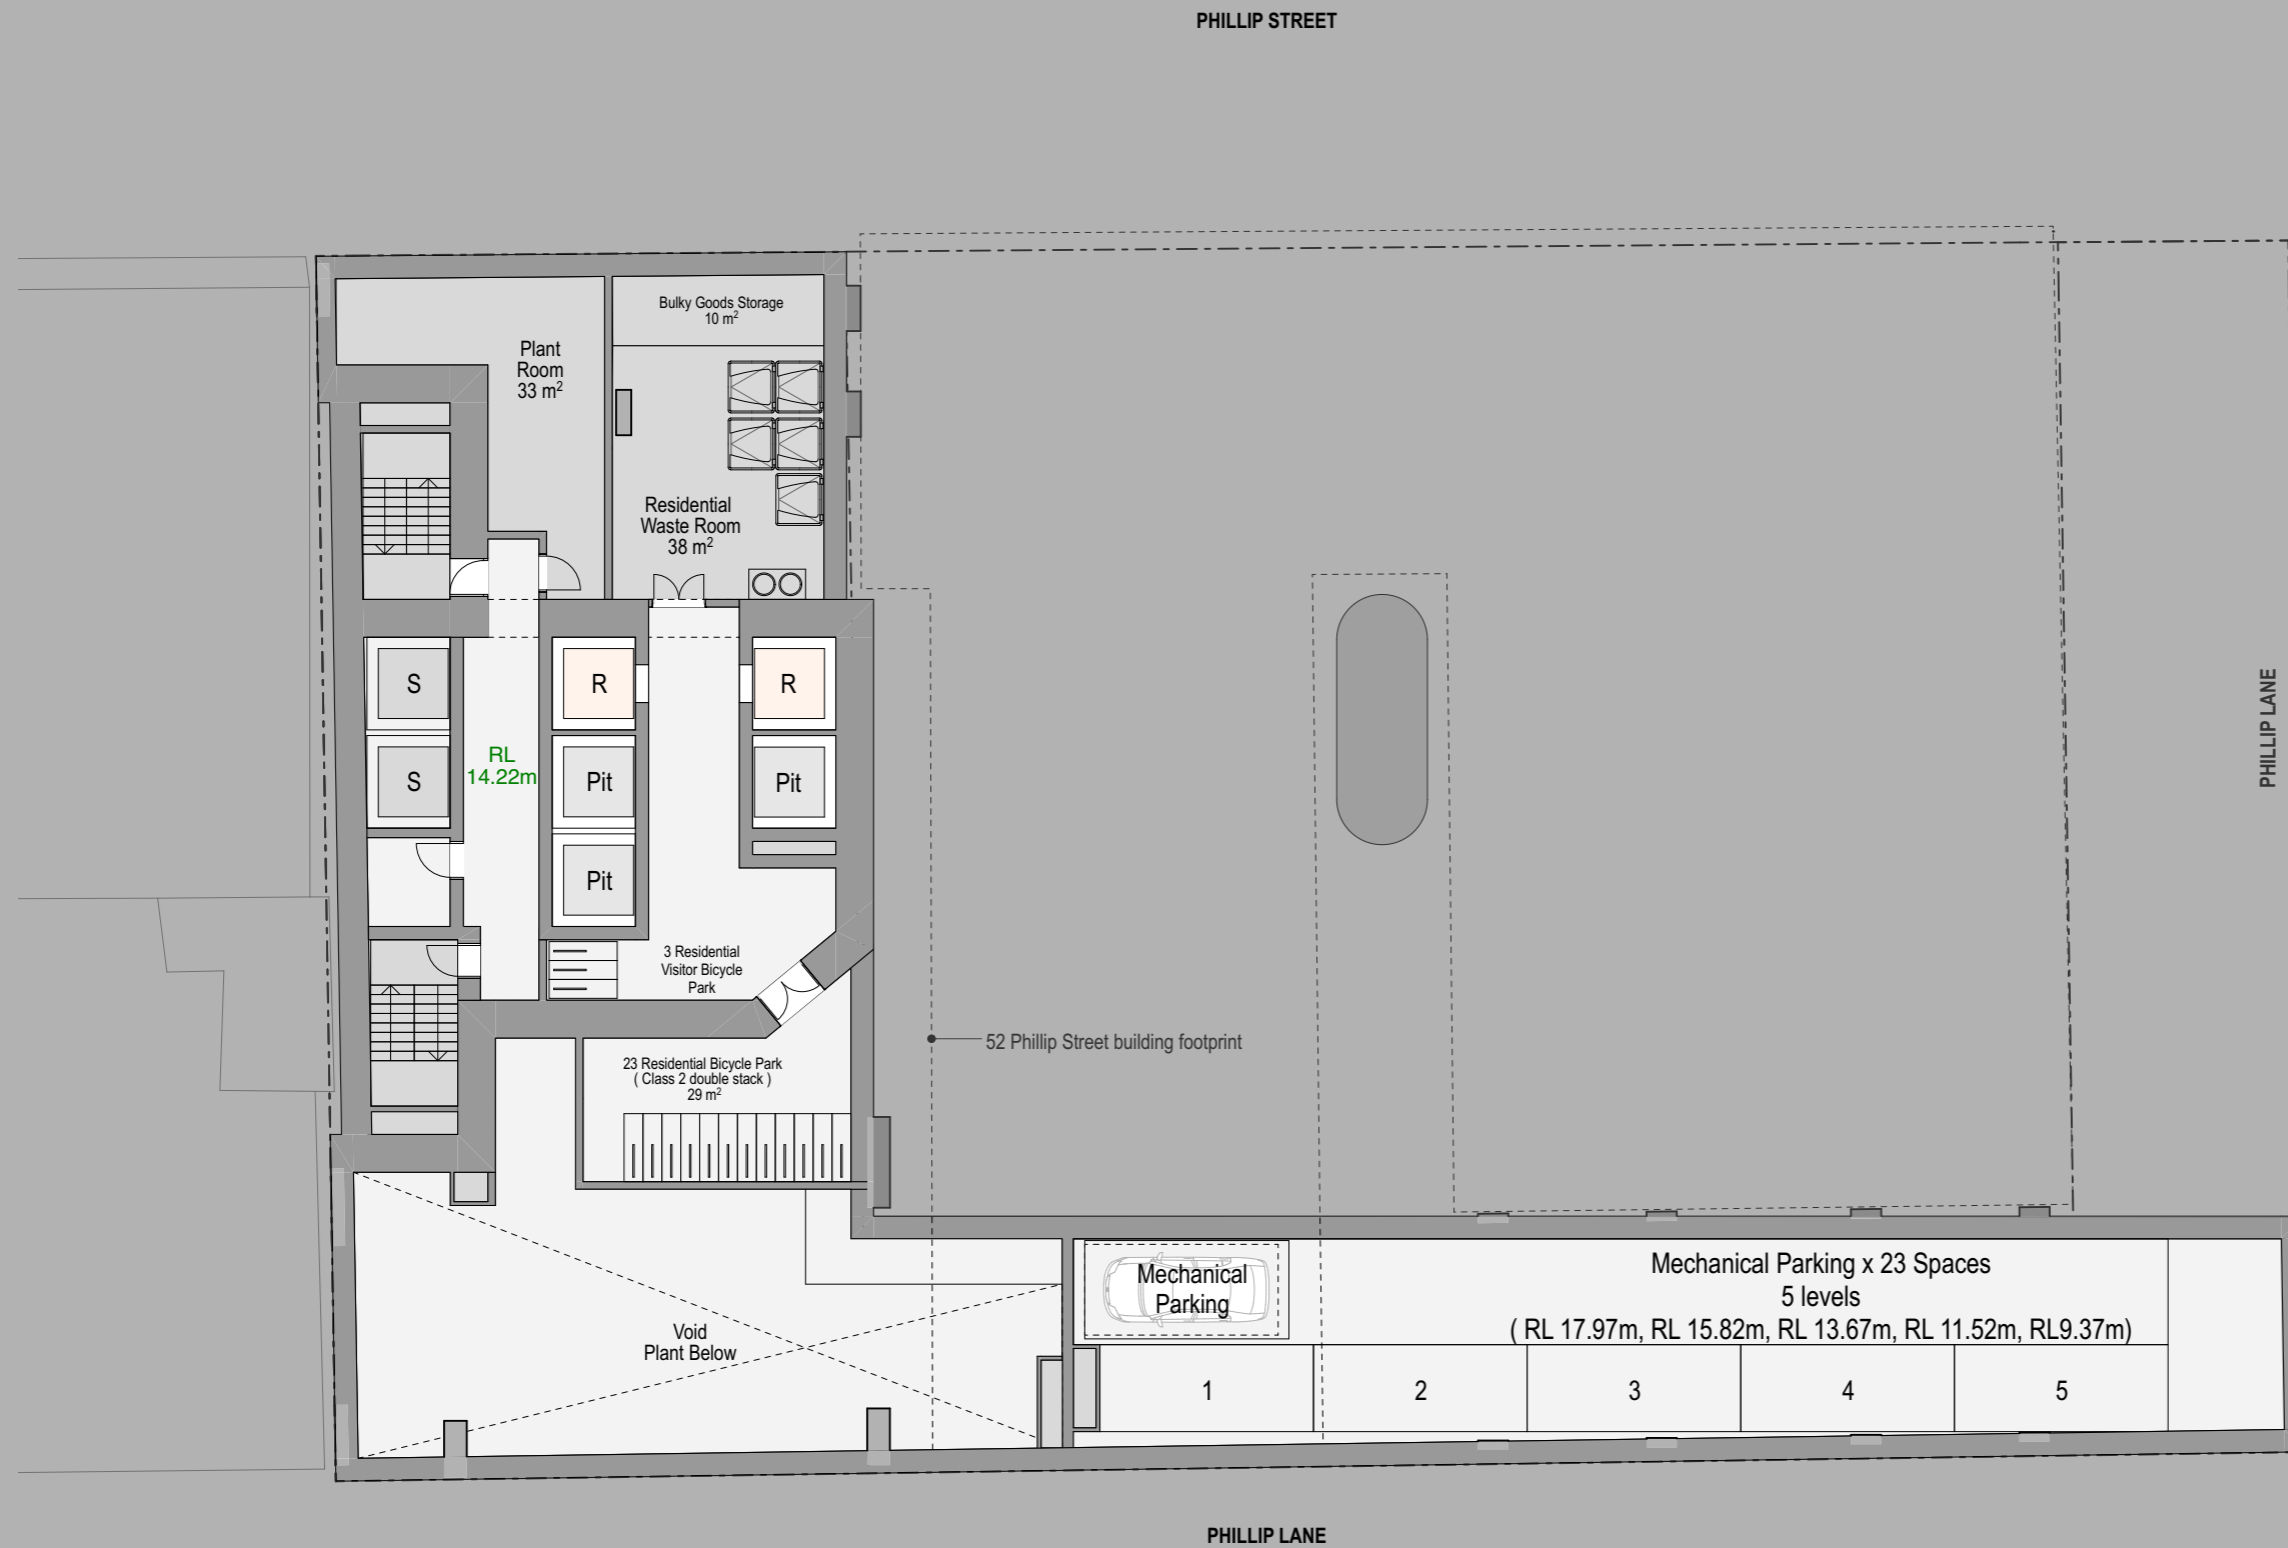 PHILLIP STREET
Bulky Goods Storage
10 m²
Plant
Room
33 m²
Residential
Waste Room
38 m²
S
R
R
PHILLIP LANE
RL
14.22m
S
Pit
Pit
Pit
3 Residential
Visitor Bicycle
Park
52 Phillip Street building footprint
23 Residential Bicycle Park
( Class 2 double stack )
29 m²
Mechanical
Parking
Mechanical Parking x 23 Spaces
5 levels
( RL 17.97m, RL 15.82m, RL 13.67m, RL 11.52m, RL9.37m)
Void
Plant Below
1
2
3
4
5
PHILLIP LANE